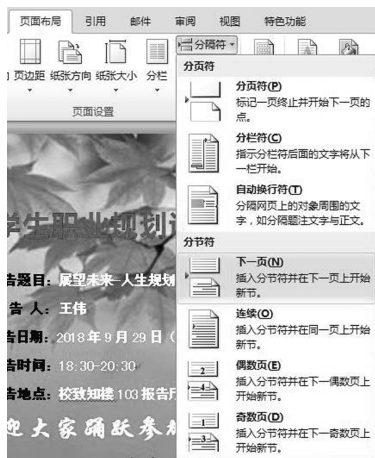 页面布局 引用 邮件 审阅 视图 特色功能
分隔符
页边距 纸张方向 纸张大小 分栏
页面设置
分页符
分页符(P)
标记一页终止并开始下一页的
点。
分栏符(C)
指示分栏符后面的文字将从下
一栏开始。
自动换行符(T)
分隔网页上的对象周围的文
字，如分隔题注文字与正文。
分节符
下一页(N)
插入分节符并在下一页上开始
新节。
连续(O)
插入分节符并在同一页上开始
新节。
偶数页(E)
插入分节符并在下一偶数页上
开始新节。
奇数页(D)
插入分节符并在下一奇数页上
开始新节。
学生职业规划
告题目：展望未来-人生规划
告 人：王伟
告日期：2018年9月29日（
告时间：18:30-20:30
告地点：校致知楼103报告厅
迎大家踊跃参